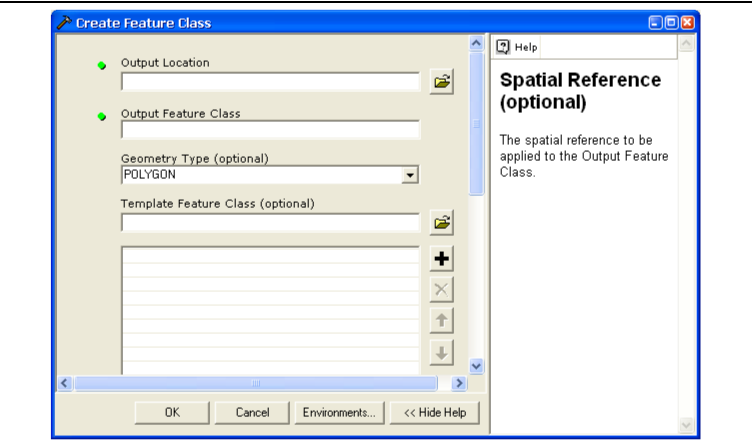 Create Feature Class
Output Location
Output Feature Class
Geometry Type (optional)
POLYGON
Template Feature Class (optional)
OK
Cancel
Environments...
<< Hide Help
Help
Spatial Reference
(optional)
The spatial reference to be
applied to the Output Feature
Class.